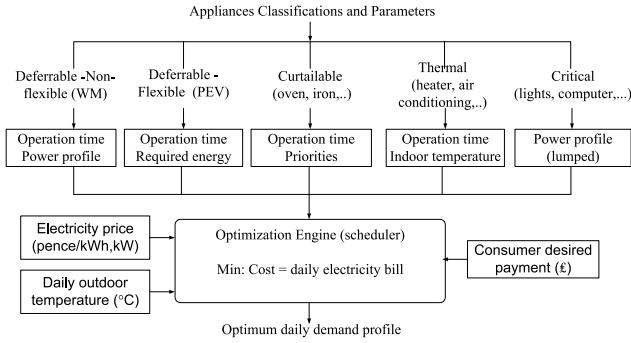 Appliances Classifications and Parameters
Deferrable -Non-
flexible (WM)
Deferrable -
Flexible (PEV)
Curtailable
(oven, iron,..)
Thermal
(heater, air
conditioning,..)
Critical
(lights, computer,...)
Operation time
Power profile
Operation time
Required energy
Operation time
Priorities
Operation time
Indoor temperature
Power profile
(lumped)
Electricity price
(pence/kWh,kW)
Daily outdoor
temperature (°C)
Optimization Engine (scheduler)
Min: Cost = daily electricity bill
Consumer desired
payment (£)
Optimum daily demand profile